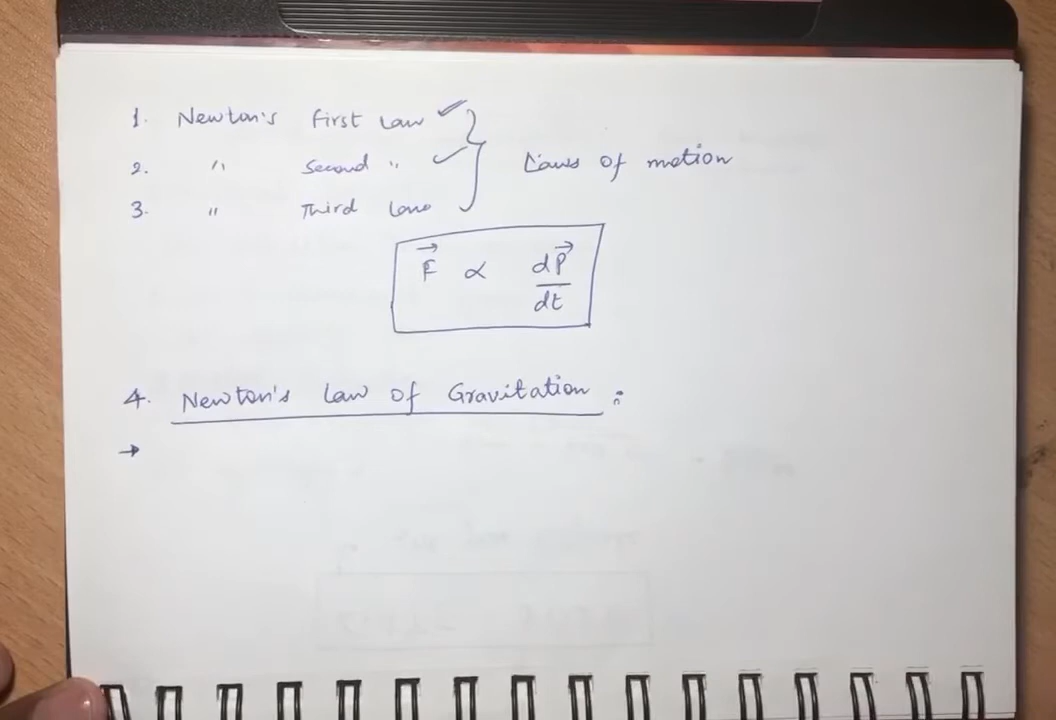 1. Newton's first Law ✓
2. " Second " ✓
3. " Third Law
} Laws of motion
F⃗ ∝ dP⃗/dt
4. Newton's Law of Gravitation :
→